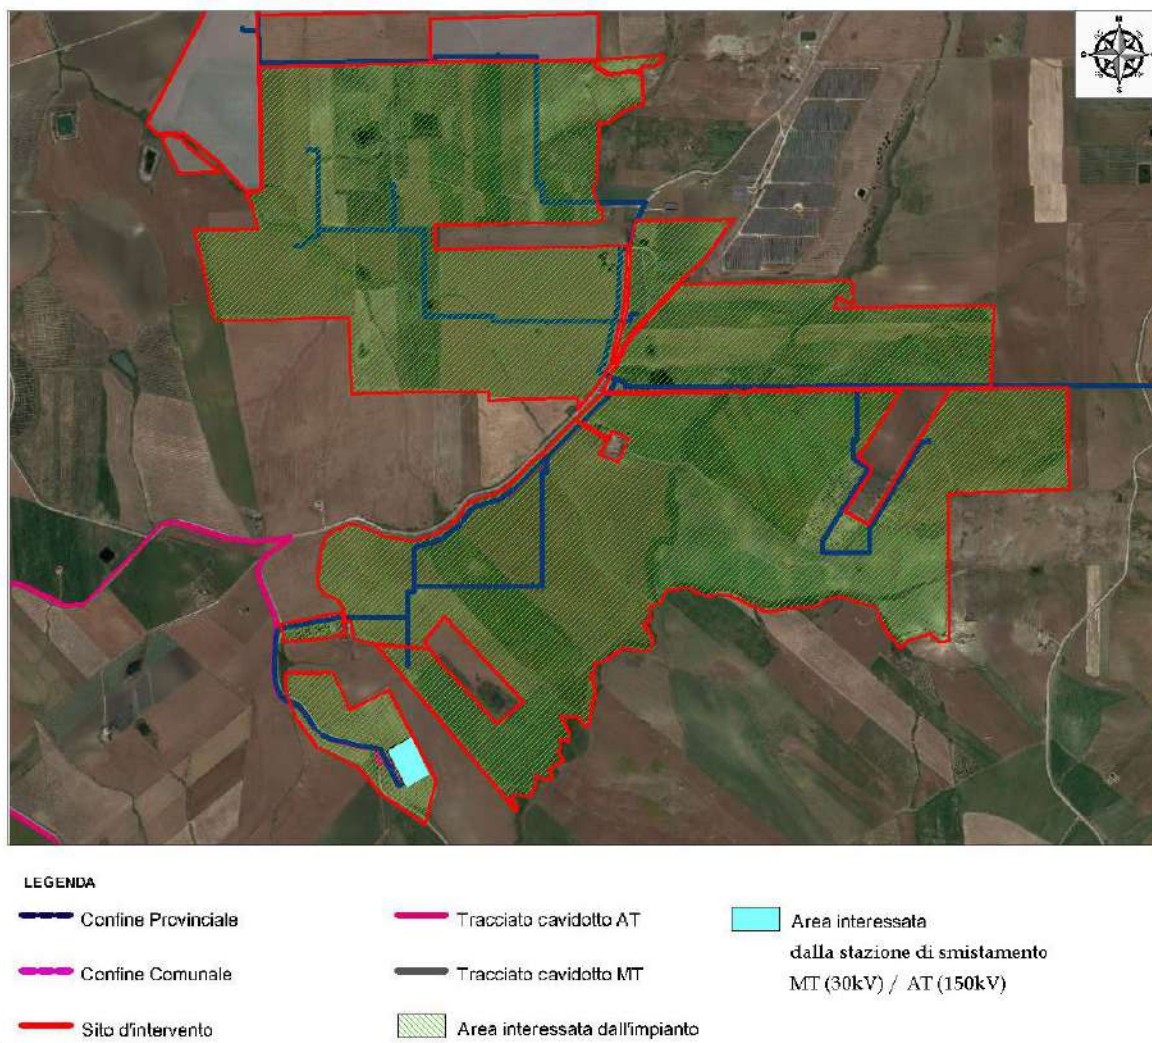 N
S
LEGENDA
Confine Provinciale
Confine Comunale
Sito d'intervento
Tracciato cavidotto AT
Tracciato cavidotto MT
Area interessata dall'impianto
Area interessata
dalla stazione di smistamento
MT (30kV) / AT (150kV)